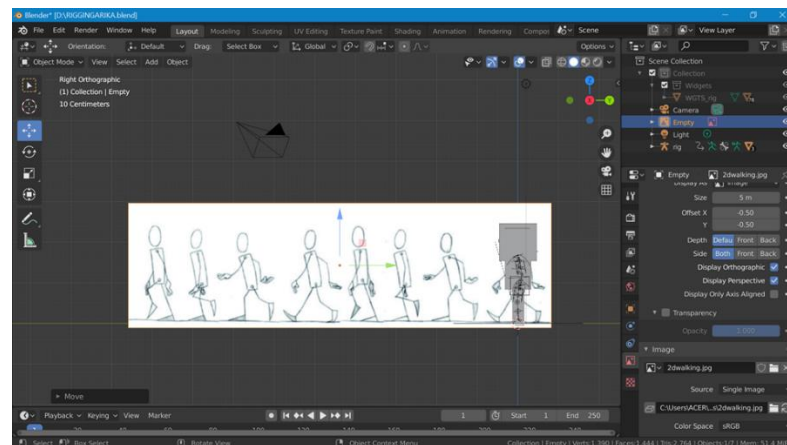 Blender* [D:\RIGGINGARIKA.blend]
File Edit Render Window Help Layout Modeling Sculpting UV Editing Texture Paint Shading Animation Rendering Compo Scene View Layer
Orientation: Default Drag: Select Box Global Options
Object Mode View Select Add Object
Right Orthographic
(1) Collection | Empty
10 Centimeters
Move
Playback Keying View Marker 1 Start 1 End 250
Select Box Select Rotate View Object Context Menu
Scene Collection
Collection
Widgets
WGTS_rig
Camera
Empty
Light
rig
Empty 2dwalking.jpg
Display As Image
Size 5 m
Offset X -0.50
Y -0.50
Depth Defau Front Back
Side Both Front Back
Display Orthographic
Display Perspective
Display Only Axis Aligned
Transparency
Opacity 1.000
Image
2dwalking.jpg
Source Single Image
C:\Users\ACER\...s\2dwalking.jpg
Color Space sRGB